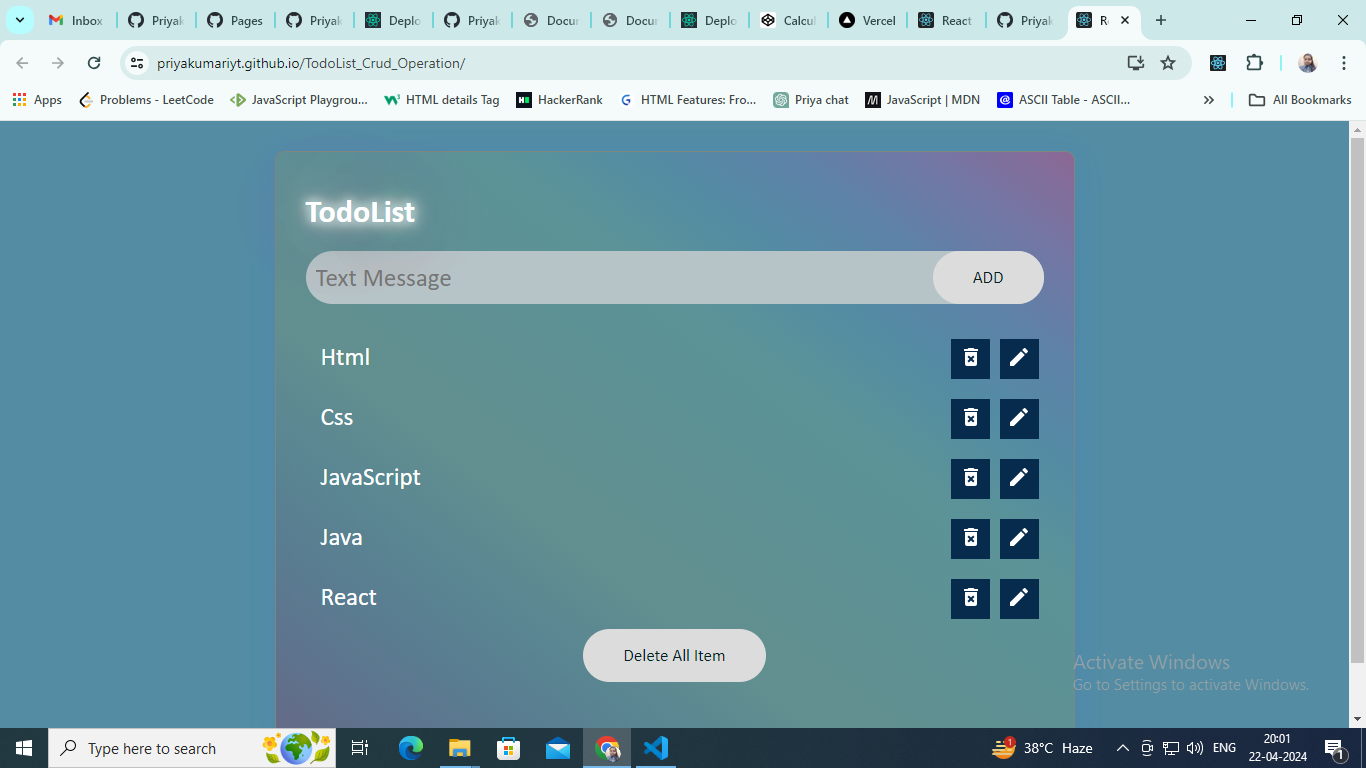 Inbox Priyak Pages Priyak Deplo Priyak Docur Docur Deplo Calcul Vercel React Priyak Re
priyakumariyt.github.io/TodoList_Crud_Operation/
Apps Problems - LeetCode JavaScript Playgrou... HTML details Tag HackerRank HTML Features: Fro... Priya chat JavaScript | MDN ASCII Table - ASCII... All Bookmarks
TodoList
Text Message ADD
Html
Css
JavaScript
Java
React
Delete All Item
Activate Windows
Go to Settings to activate Windows.
Type here to search 1 38°C Haze ENG 20:01
22-04-2024 1